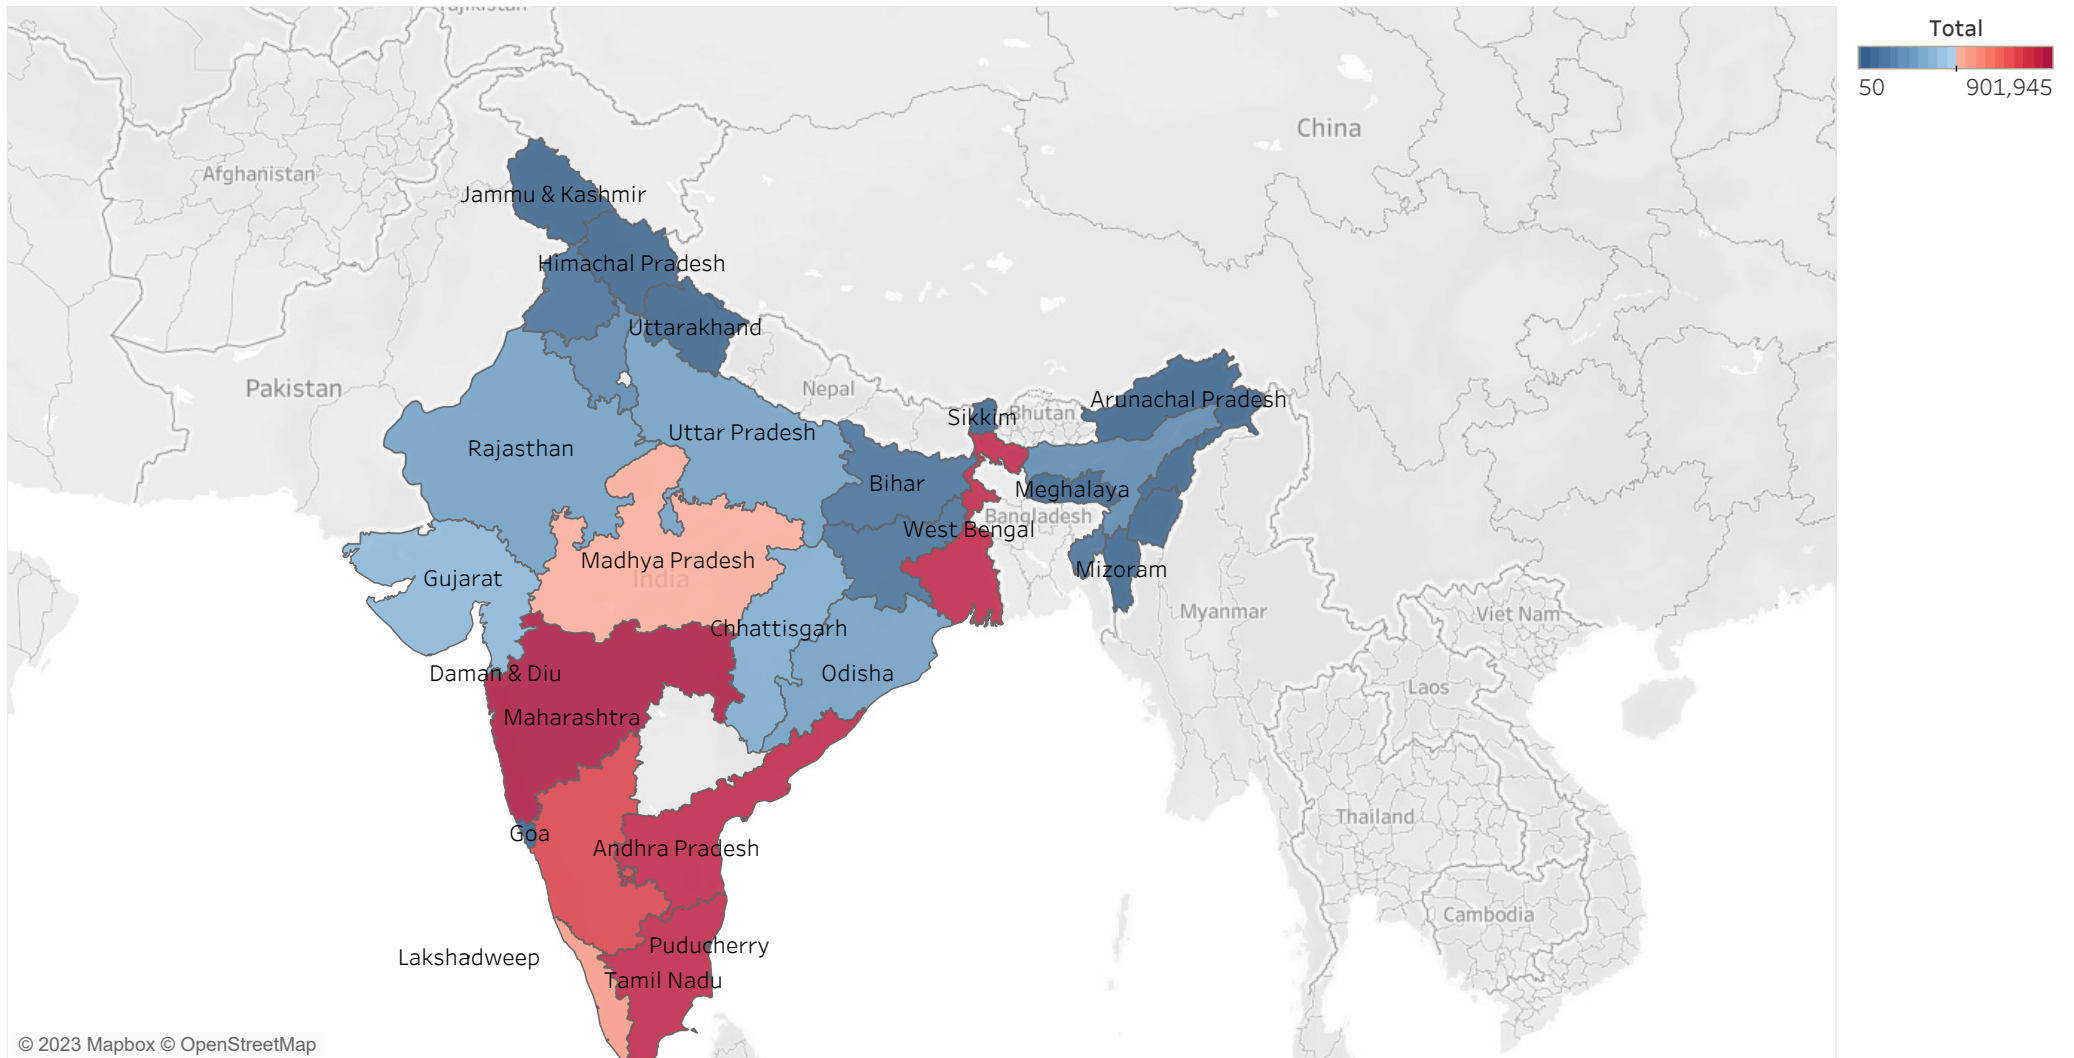 Tajikistan
Total
50
901,945
China
Afghanistan
Jammu & Kashmir
Himachal Pradesh
Uttarakhand
Pakistan
Nepal
Arunachal Pradesh
Sikkim
Bhutan
Uttar Pradesh
Rajasthan
Bihar
Meghalaya
Bangladesh
West Bengal
Madhya Pradesh
India
Gujarat
Mizoram
Myanmar
Viet Nam
Chhattisgarh
Daman & Diu
Odisha
Laos
Maharashtra
Thailand
Goa
Andhra Pradesh
Cambodia
Puducherry
Lakshadweep
Tamil Nadu
© 2023 Mapbox © OpenStreetMap